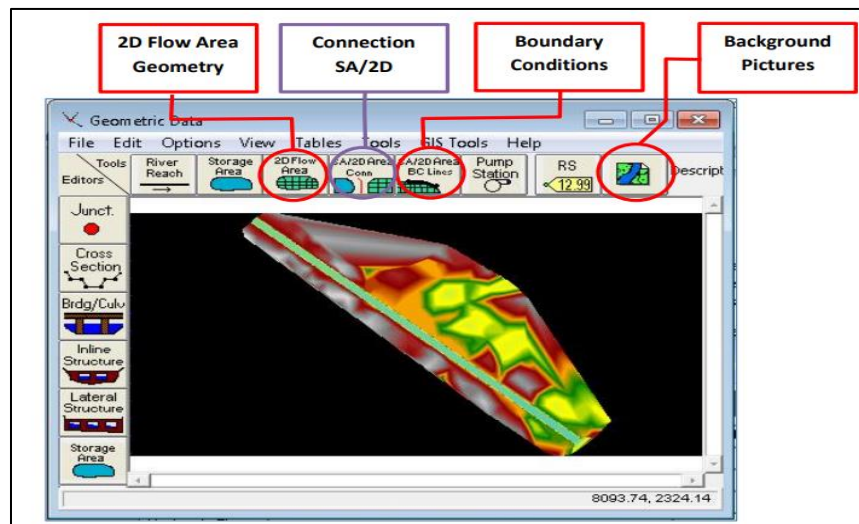 2D Flow Area
Geometry
Connection
SA/2D
Boundary
Conditions
Background
Pictures
Geometric Data
File Edit Options View Tables Tools GIS Tools Help
Tools
Editors
River
Reach
Storage
Area
2D Flow
Area
SA/2D Area
Conn
SA/2D Area
BC Lines
Pump
Station
RS
12.99
Descript
Junct.
Cross
Section
Brdg/Culv
Inline
Structure
Lateral
Structure
Storage
Area
8093.74, 2324.14